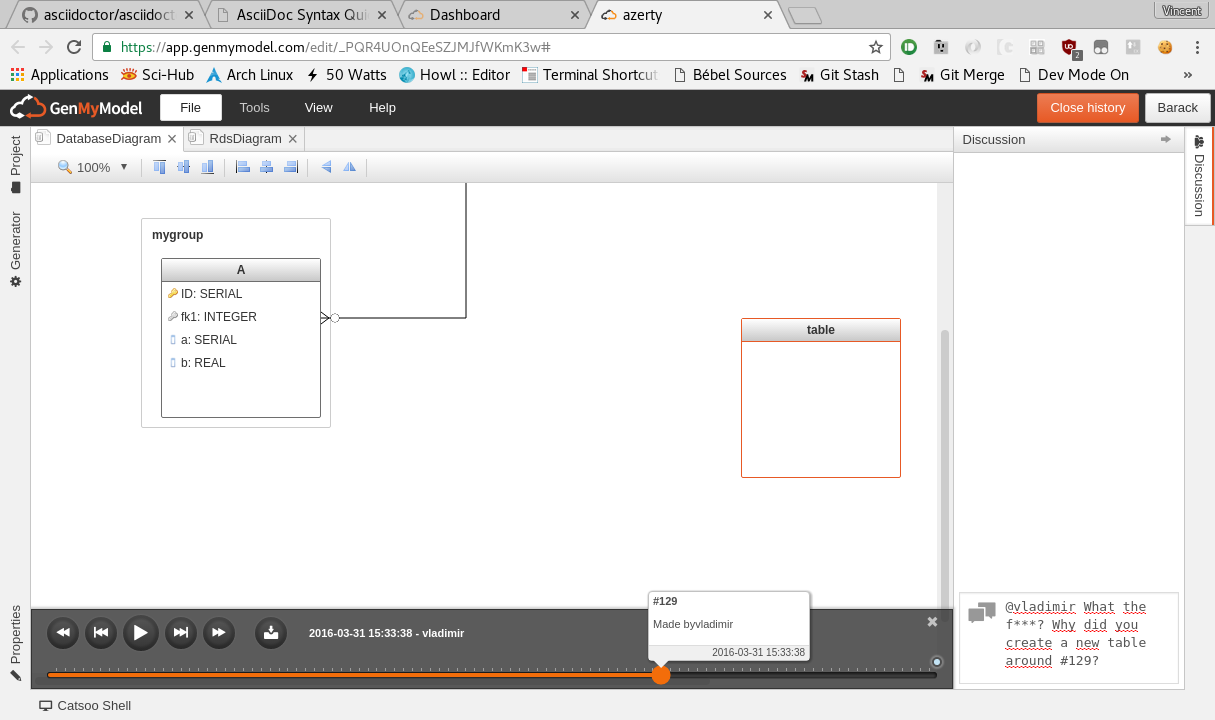 asciidoctor/asciidoct
AsciiDoc Syntax Quic
Dashboard
azerty
Vincent
https://app.genmymodel.com/edit/_PQR4UOnQEeSZJMJfWKmK3w#
2
Applications
Sci-Hub
Arch Linux
50 Watts
Howl :: Editor
Terminal Shortcut
Bébel Sources
Git Stash
Git Merge
Dev Mode On
»
GenMyModel
File
Tools
View
Help
Close history
Barack
Project
Generator
Properties
DatabaseDiagram
RdsDiagram
100%
mygroup
A
ID: SERIAL
fk1: INTEGER
a: SERIAL
b: REAL
table
Discussion
Discussion
#129
Made byvladimir
2016-03-31 15:33:38
2016-03-31 15:33:38 - vladimir
@vladimir What the
f***? Why did you
create a new table
around #129?
Catsoo Shell